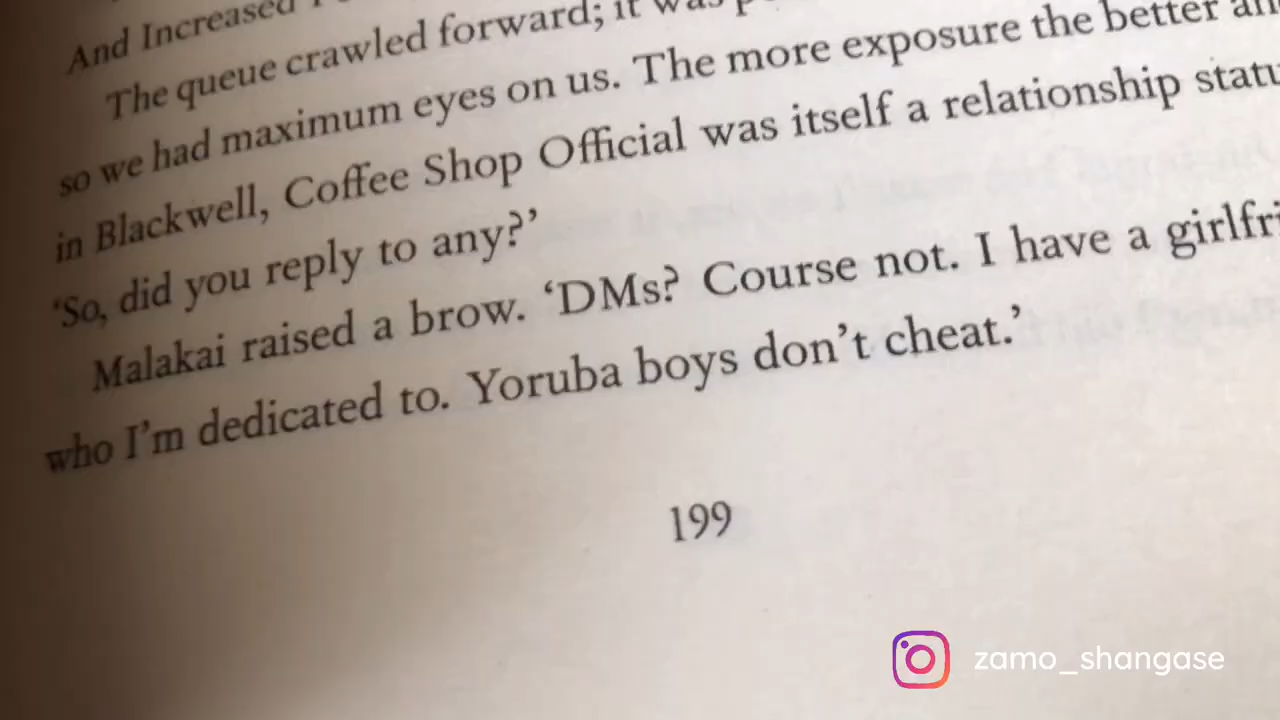 And Increased
The queue crawled forward; it was
so we had maximum eyes on us. The more exposure the better
in Blackwell, Coffee Shop Official was itself a relationship
‘So, did you reply to any?’
Malakai raised a brow. ‘DMs? Course not. I have a
who I’m dedicated to. Yoruba boys don’t cheat.’
199
zamo_shangase